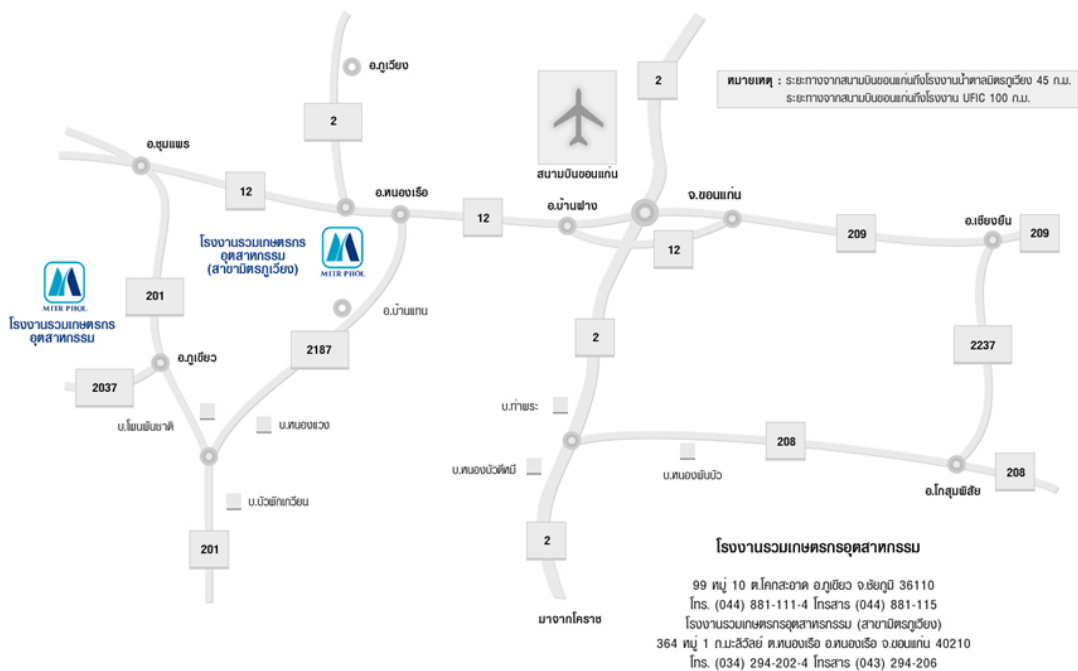 อ.ภูเวียง
2
2
หมายเหตุ : ระยะทางจากสนามบินขอนแก่นถึงโรงงานน้ำตาลมิตรภูเวียง 45 ก.ม.
ระยะทางจากสนามบินขอนแก่นถึงโรงงาน UFIC 100 ก.ม.
อ.ชุมแพร
สนามบินขอนแก่น
12
อ.หนองเรือ
12
อ.บ้านฟาง
จ.ขอนแก่น
12
209
อ.เชียงยืน
209
โรงงานรวมเกษตรกร
อุตสาหกรรม
(สาขามิตรภูเวียง)
MITR PHOL
MITR PHOL
โรงงานรวมเกษตรกร
อุตสาหกรรม
201
อ.บ้านแทน
2187
2
2237
อ.ภูเขียว
2037
บ.โพนพันชาติ
บ.หนองแวง
บ.ท่าพระ
บ.หนองบัวดีหมี
บ.หนองพันบัว
208
208
อ.โกสุมพิสัย
บ.บัวพักเกวียน
201
2
มาจากโคราช
โรงงานรวมเกษตรกรอุตสาหกรรม
99 หมู่ 10 ต.โคกสะอาด อ.ภูเขียว จ.ชัยภูมิ 36110
โทร. (044) 881-111-4 โทรสาร (044) 881-115
โรงงานรวมเกษตรกรอุตสาหกรรม (สาขามิตรภูเวียง)
364 หมู่ 1 ถ.มะลิวัลย์ ต.หนองเรือ อ.หนองเรือ จ.ขอนแก่น 40210
โทร. (034) 294-202-4 โทรสาร (043) 294-206